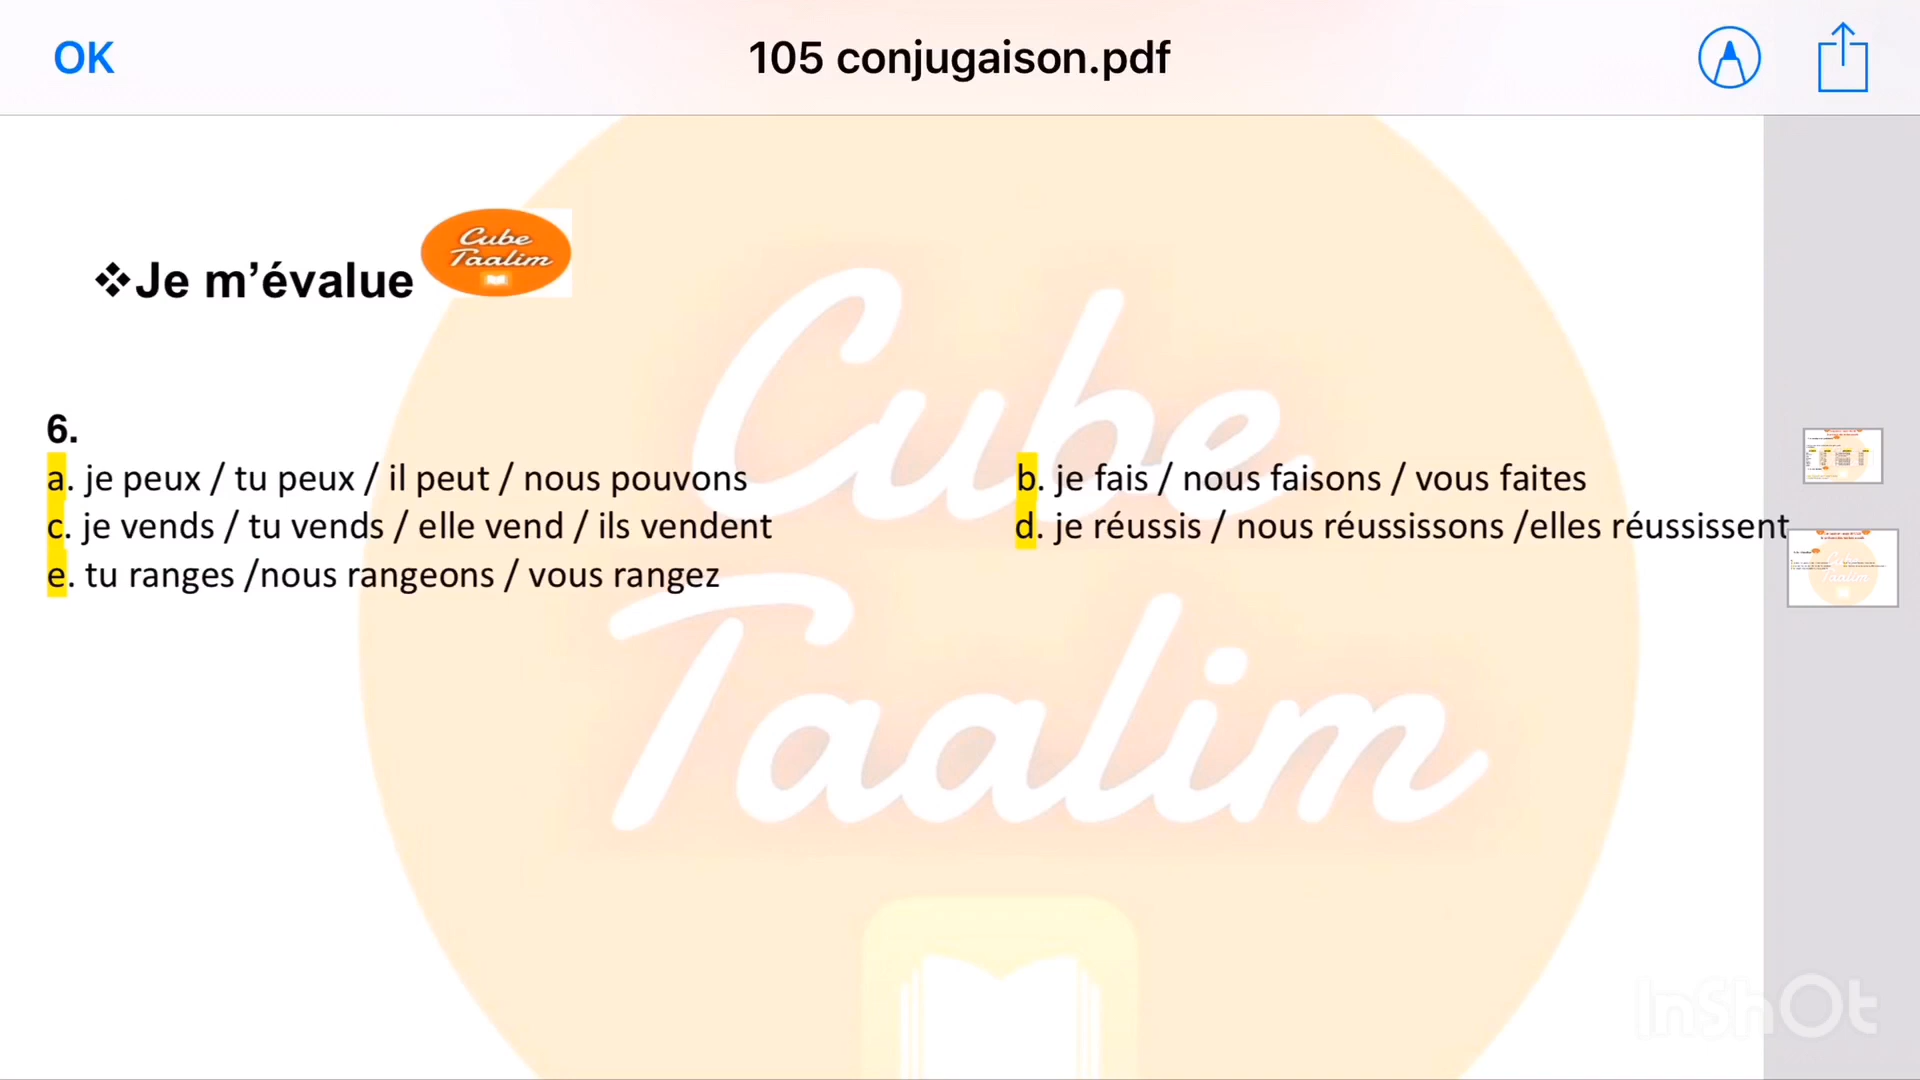 OK
105 conjugaison.pdf
Cube
Taalim
❖Je m’évalue
6.
a. je peux / tu peux / il peut / nous pouvons
b. je fais / nous faisons / vous faites
c. je vends / tu vends / elle vend / ils vendent
d. je réussis / nous réussissons /elles réussissent
e. tu ranges /nous rangeons / vous rangez
Cube
Taalim
InShOt